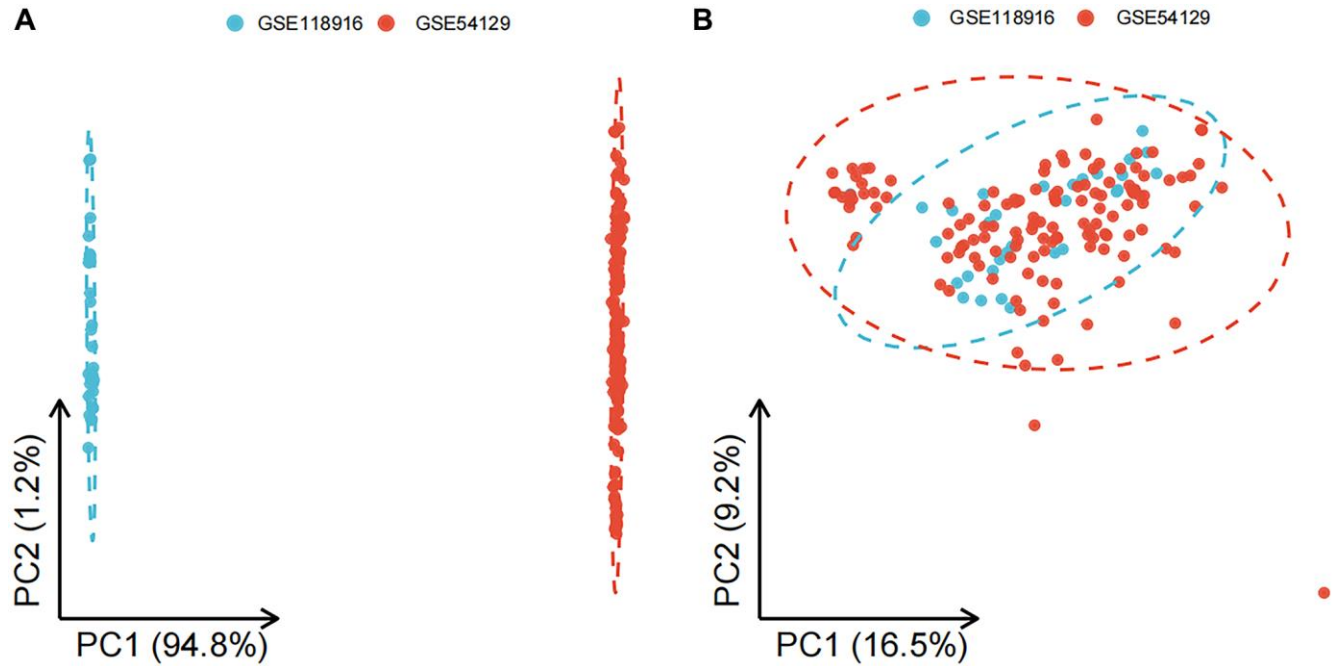 A
GSE118916 GSE54129
PC2 (1.2%)
PC1 (94.8%)
B
GSE118916 GSE54129
PC2 (9.2%)
PC1 (16.5%)